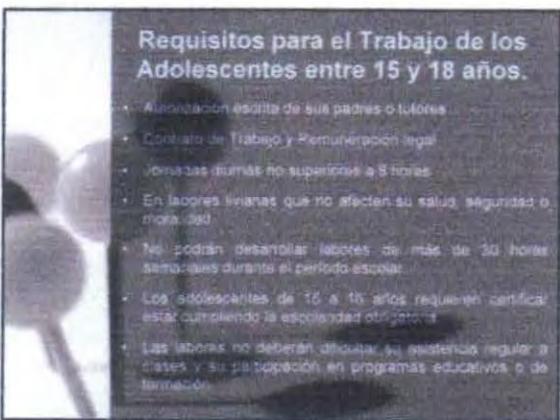 Requisitos para el Trabajo de los
Adolescentes entre 15 y 18 años.
• Autorización escrita de sus padres o tutores
• Contrato de Trabajo y Remuneración legal
• Jornadas diurnas no superiores a 8 horas
• En labores livianas que no afecten su salud, seguridad o
moralidad
• No podrán desarrollar labores de más de 30 horas
semanales durante el período escolar
• Los adolescentes de 15 a 16 años requieren certificar
estar cumpliendo la escolaridad obligatoria
• Las labores no deberán dificultar su asistencia regular a
clases y su participación en programas educativos o de
formación